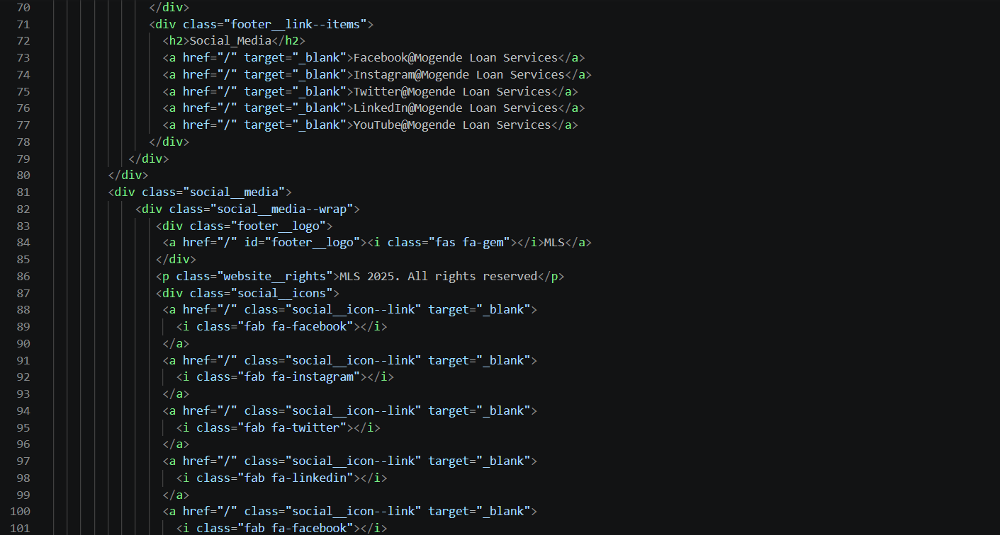 70 </div>
71 <div class="footer__link--items">
72 <h2>Social_Media</h2>
73 <a href="/" target="_blank">Facebook@Mogende Loan Services</a>
74 <a href="/" target="_blank">Instagram@Mogende Loan Services</a>
75 <a href="/" target="_blank">Twitter@Mogende Loan Services</a>
76 <a href="/" target="_blank">LinkedIn@Mogende Loan Services</a>
77 <a href="/" target="_blank">YouTube@Mogende Loan Services</a>
78 </div>
79 </div>
80 </div>
81 <div class="social__media">
82 <div class="social__media--wrap">
83 <div class="footer__logo">
84 <a href="/" id="footer__logo"><i class="fas fa-gem"></i>MLS</a>
85 </div>
86 <p class="website__rights">MLS 2025. All rights reserved</p>
87 <div class="social__icons">
88 <a href="/" class="social__icon--link" target="_blank">
89 <i class="fab fa-facebook"></i>
90 </a>
91 <a href="/" class="social__icon--link" target="_blank">
92 <i class="fab fa-instagram"></i>
93 </a>
94 <a href="/" class="social__icon--link" target="_blank">
95 <i class="fab fa-twitter"></i>
96 </a>
97 <a href="/" class="social__icon--link" target="_blank">
98 <i class="fab fa-linkedin"></i>
99 </a>
100 <a href="/" class="social__icon--link" target="_blank">
101 <i class="fab fa-facebook"></i>